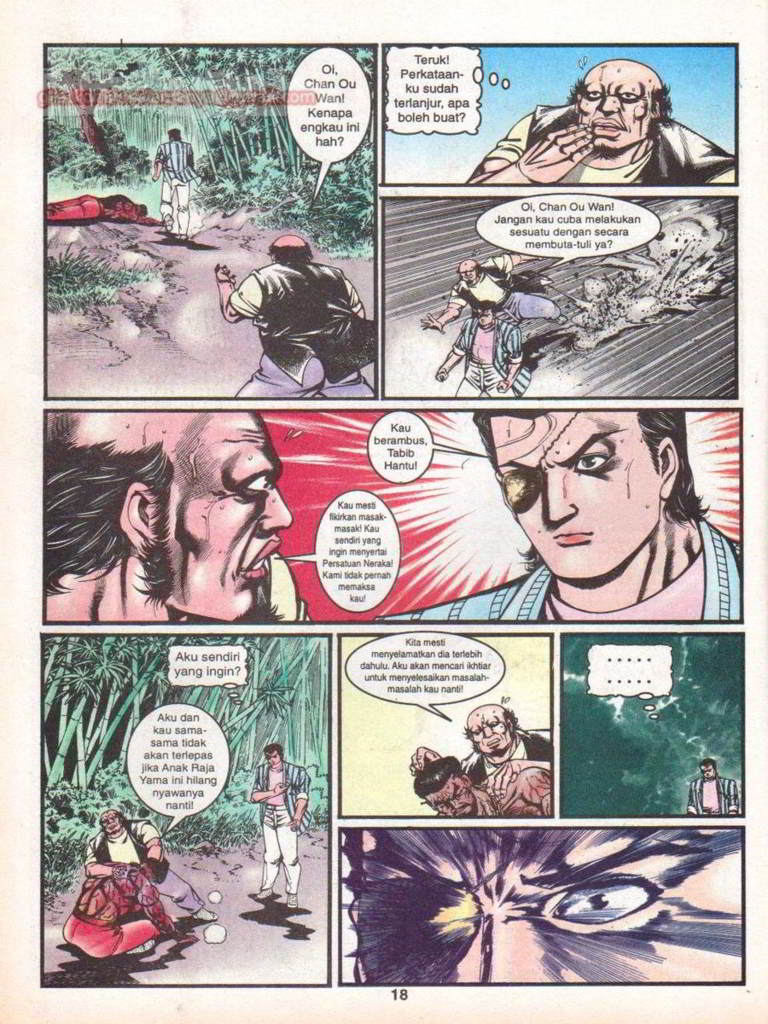 Oi,
Chan Ou
Wan!
Kenapa
engkau ini
hah?
Teruk!
Perkataan-
ku sudah
terlanjur, apa
boleh buat?
Oi, Chan Ou Wan!
Jangan kau cuba melakukan
sesuatu dengan secara
membuta-tuli ya?
Kau
berambus,
Tabib
Hantu!
Kau mesti
fikirkan masak-
masak! Kau
sendiri yang
ingin menyertai
Persatuan Neraka!
Kami tidak pernah
memaksa
kau!
Aku sendiri
yang ingin?
Aku dan
kau sama-
sama tidak
akan terlepas
jika Anak Raja
Yama ini hilang
nyawanya
nanti!
Kita mesti
menyelamatkan dia terlebih
dahulu. Aku akan mencari ikhtiar
untuk menyelesaikan masalah-
masalah kau nanti!
......
......
18